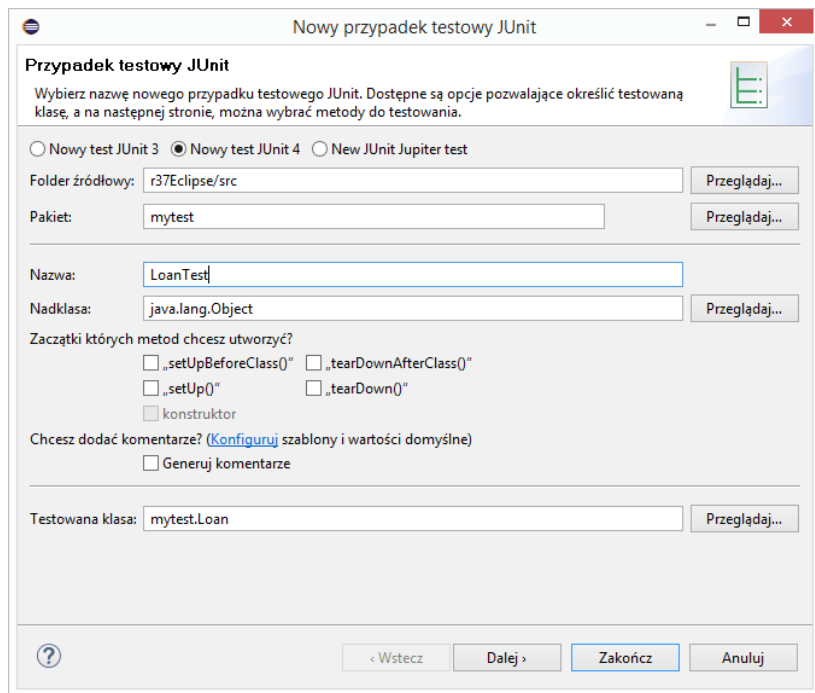 Nowy przypadek testowy JUnit
Przypadek testowy JUnit
Wybierz nazwę nowego przypadku testowego JUnit. Dostępne są opcje pozwalające określić testowaną
klasę, a na następnej stronie, można wybrać metody do testowania.
Nowy test JUnit 3 Nowy test JUnit 4 New JUnit Jupiter test
Folder źródłowy: r37Eclipse/src Przeglądaj...
Pakiet: mytest Przeglądaj...
Nazwa: LoanTest
Nadklasa: java.lang.Object Przeglądaj...
Zaczątki których metod chcesz utworzyć?
„setUpBeforeClass()” „tearDownAfterClass()”
„setUp()” „tearDown()”
konstruktor
Chcesz dodać komentarze? (Konfiguruj szablony i wartości domyślne)
Generuj komentarze
Testowana klasa: mytest.Loan Przeglądaj...
? ‹ Wstecz Dalej › Zakończ Anuluj